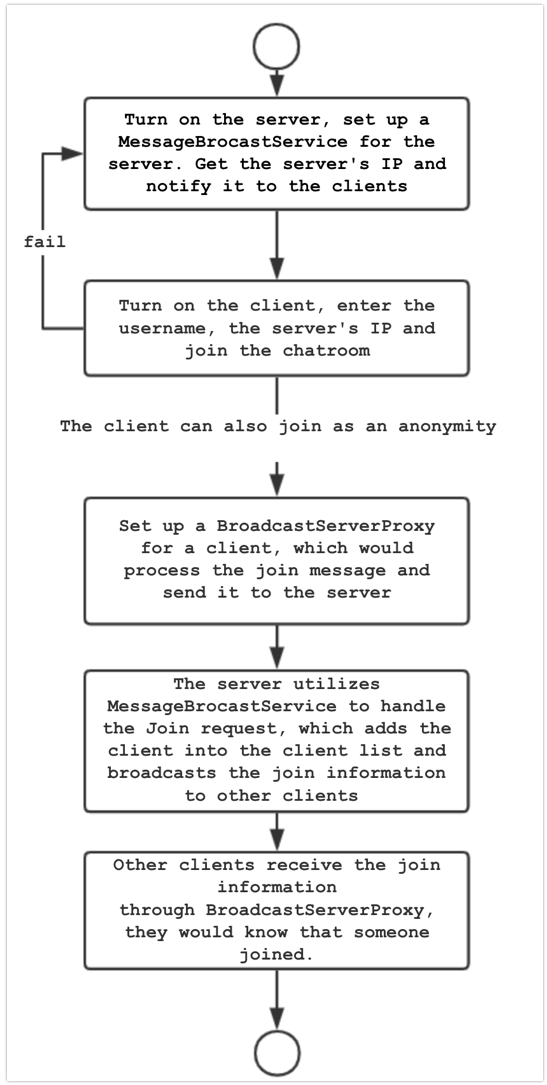 Turn on the server, set up a
MessageBrocastService for the
server. Get the server's IP and
notify it to the clients
fail
Turn on the client, enter the
username, the server's IP and
join the chatroom
The client can also join as an anonymity
Set up a BroadcastServerProxy
for a client, which would
process the join message and
send it to the server
The server utilizes
MessageBrocastService to handle
the Join request, which adds the
client into the client list and
broadcasts the join information
to other clients
Other clients receive the join
information
through BroadcastServerProxy,
they would know that someone
joined.